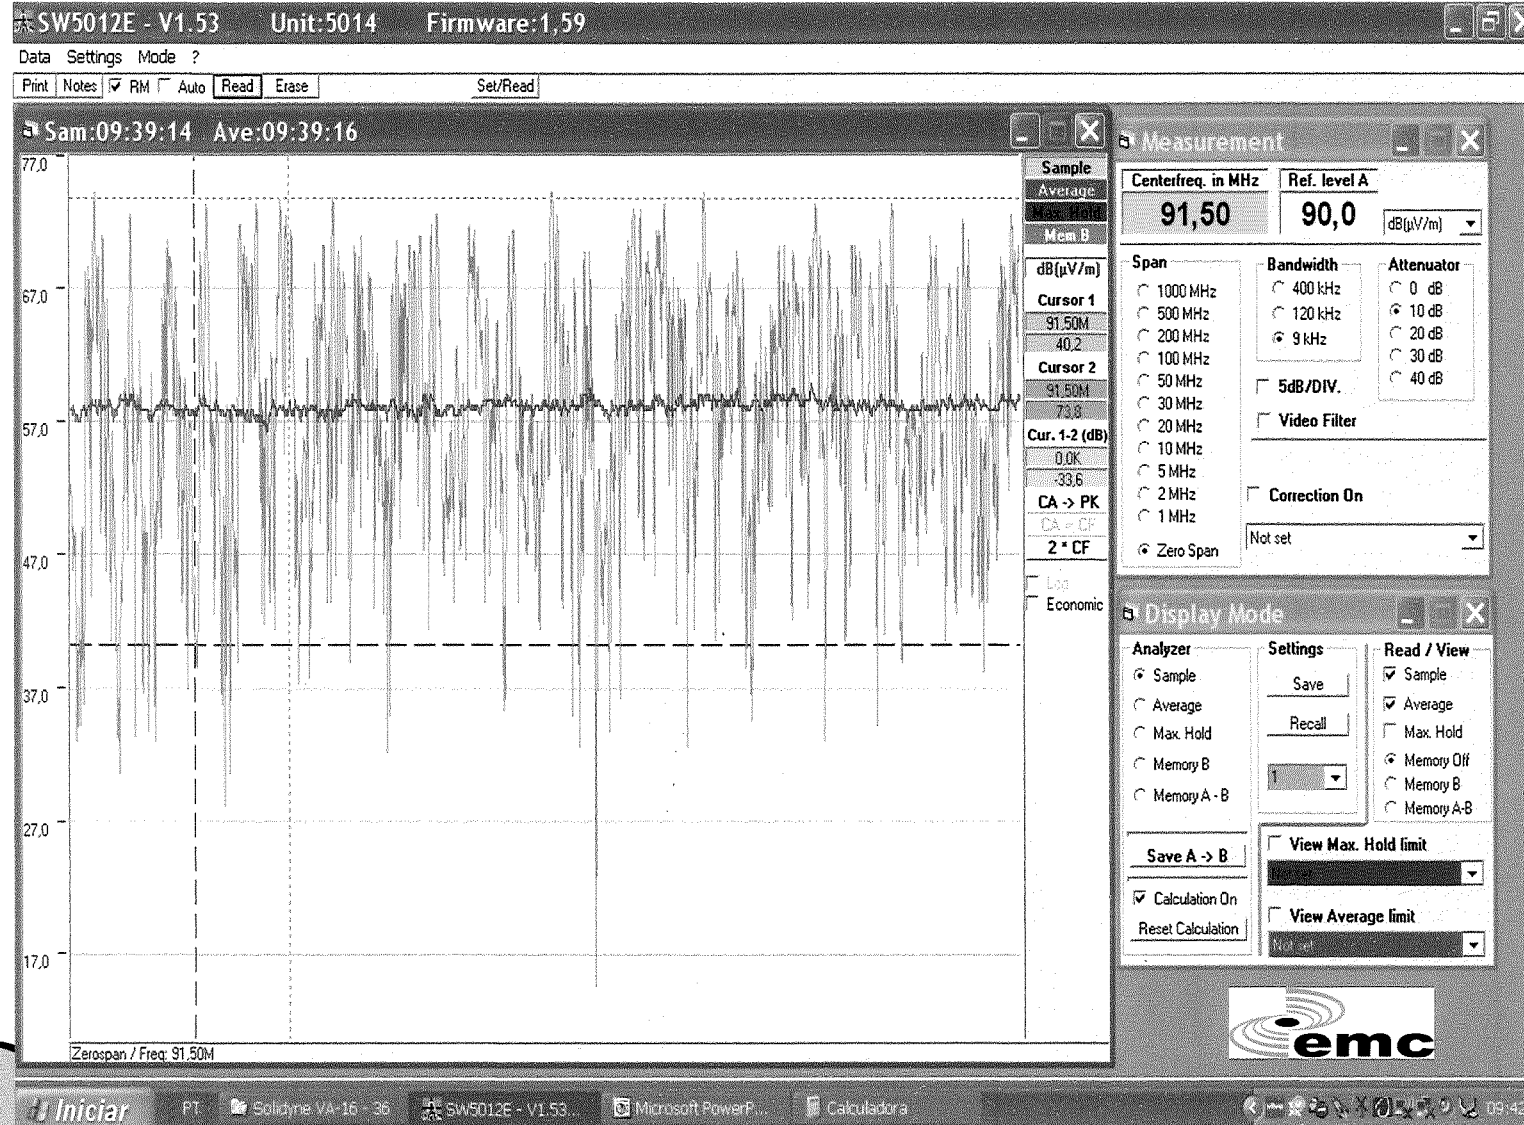 SW5012E - V1.53 Unit:5014 Firmware:1,59
Data Settings Mode ?
Print Notes RM Auto Read Erase Set/Read
Sam:09:39:14 Ave:09:39:16
77,0
67,0
57,0
47,0
37,0
27,0
17,0
Zerospan / Freq: 91,50M
Sample
Average
Max. Hold
Mem B
dB(µV/m)
Cursor 1
91,50M
40,2
Cursor 2
91,50M
73,8
Cur. 1-2 (dB)
0,0K
-33,6
CA -> PK
CA - CF
2 * CF
Log
Economic
Measurement
Centerfreq. in MHz Ref. level A
91,50 90,0 dB(µV/m)
Span
1000 MHz
500 MHz
200 MHz
100 MHz
50 MHz
30 MHz
20 MHz
10 MHz
5 MHz
2 MHz
1 MHz
Zero Span
Bandwidth
400 kHz
120 kHz
9 kHz
Attenuator
0 dB
10 dB
20 dB
30 dB
40 dB
5dB/DIV.
Video Filter
Correction On
Not set
Display Mode
Analyzer
Sample
Average
Max. Hold
Memory B
Memory A - B
Save A -> B
Calculation On
Reset Calculation
Settings
Save
Recall
1
Read / View
Sample
Average
Max. Hold
Memory Off
Memory B
Memory A-B
View Max. Hold limit
Not set
View Average limit
Not set
emc
Iniciar PT Solidyne VA-16 - 36 SW5012E - V1.53... Microsoft PowerP... Calculadora 09:42